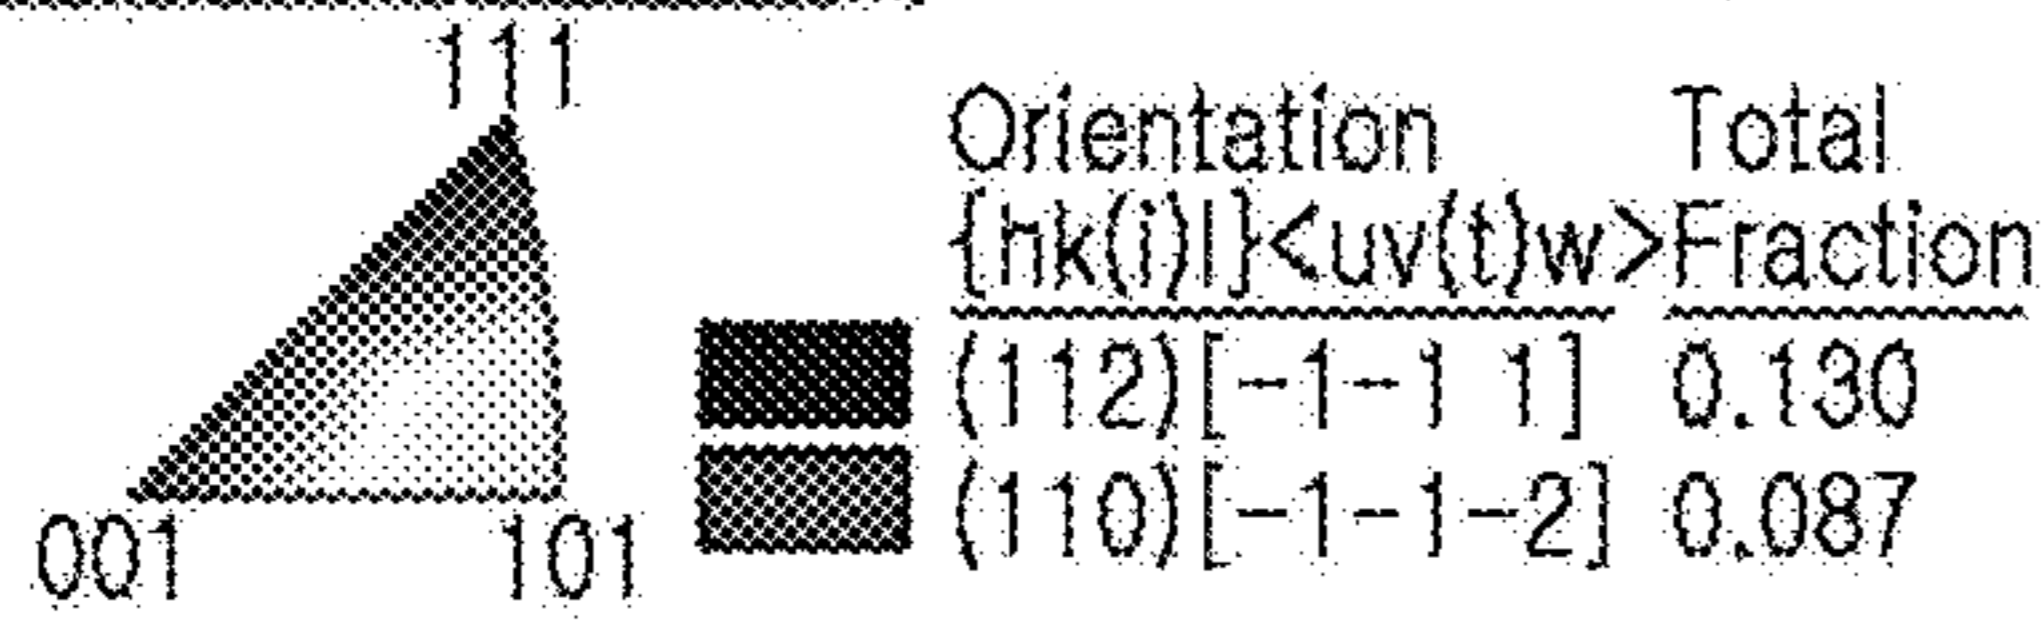 111
001 101
Orientation Total
{hk(i)l}<uv(t)w> Fraction
(112)[-1-1 1] 0.130
(110)[-1-1-2] 0.087